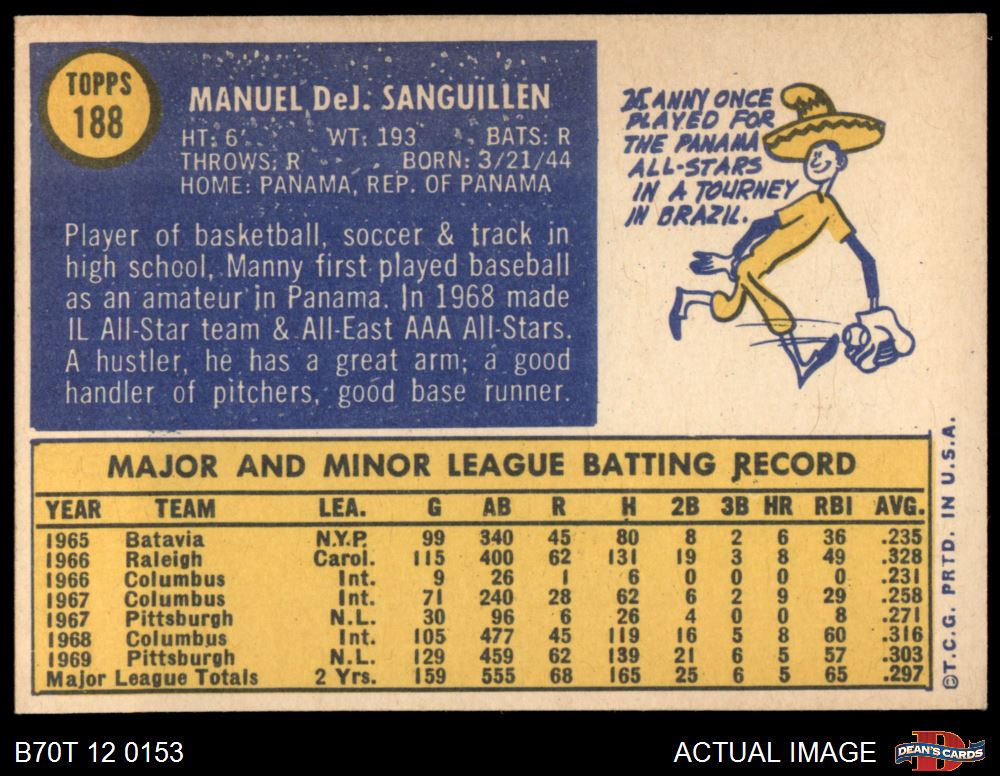 TOPPS
188
MANUEL DeJ. SANGUILLEN
HT: 6' WT: 193 BATS: R
THROWS: R BORN: 3/21/44
HOME: PANAMA, REP. OF PANAMA
Player of basketball, soccer & track in
high school, Manny first played baseball
as an amateur in Panama. In 1968 made
IL All-Star team & All-East AAA All-Stars.
A hustler, he has a great arm; a good
handler of pitchers, good base runner.
MANNY ONCE
PLAYED FOR
THE PANAMA
ALL-STARS
IN A TOURNEY
IN BRAZIL.
MAJOR AND MINOR LEAGUE BATTING RECORD
YEAR TEAM LEA. G AB R H 2B 3B HR RBI AVG.
1965 Batavia N.Y.P. 99 340 45 80 8 2 6 36 .235
1966 Raleigh Carol. 115 400 62 131 19 3 8 49 .328
1966 Columbus Int. 9 26 1 6 0 0 0 0 .231
1967 Columbus Int. 71 240 28 62 6 2 9 29 .258
1967 Pittsburgh N.L. 30 96 6 26 4 0 0 8 .271
1968 Columbus Int. 105 477 45 119 16 5 8 60 .316
1969 Pittsburgh N.L. 129 459 62 139 21 6 5 57 .303
Major League Totals 2 Yrs. 159 555 68 165 25 6 5 65 .297
©T.C.G. PRTD. IN U.S.A.
B70T 12 0153
ACTUAL IMAGE
D
DEAN'S CARDS